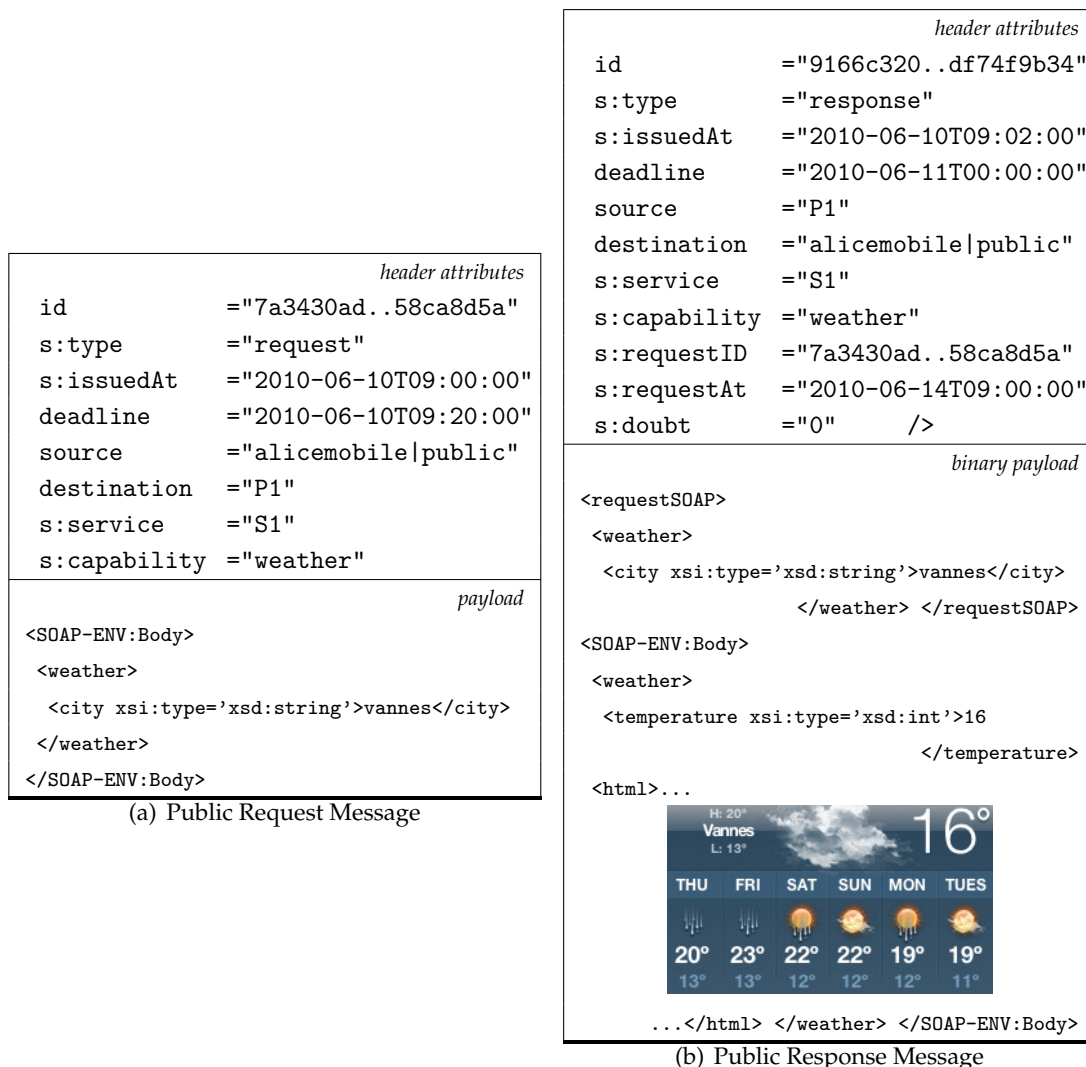 header attributes
id ="7a3430ad..58ca8d5a"
s:type ="request"
s:issuedAt ="2010-06-10T09:00:00"
deadline ="2010-06-10T09:20:00"
source ="alicemobile|public"
destination ="P1"
s:service ="S1"
s:capability ="weather"
payload
<SOAP-ENV:Body>
<weather>
<city xsi:type=’xsd:string’>vannes</city>
</weather>
</SOAP-ENV:Body>
(a) Public Request Message
header attributes
id ="9166c320..df74f9b34"
s:type ="response"
s:issuedAt ="2010-06-10T09:02:00"
deadline ="2010-06-11T00:00:00"
source ="P1"
destination ="alicemobile|public"
s:service ="S1"
s:capability ="weather"
s:requestID ="7a3430ad..58ca8d5a"
s:requestAt ="2010-06-14T09:00:00"
s:doubt ="0" />
binary payload
<requestSOAP>
<weather>
<city xsi:type=’xsd:string’>vannes</city>
</weather> </requestSOAP>
<SOAP-ENV:Body>
<weather>
<temperature xsi:type=’xsd:int’>16
</temperature>
<html>...
H: 20°
Vannes
L: 13°
16°
THU FRI SAT SUN MON TUES
20° 23° 22° 22° 19° 19°
13° 13° 12° 12° 12° 11°
...</html> </weather> </SOAP-ENV:Body>
(b) Public Response Message